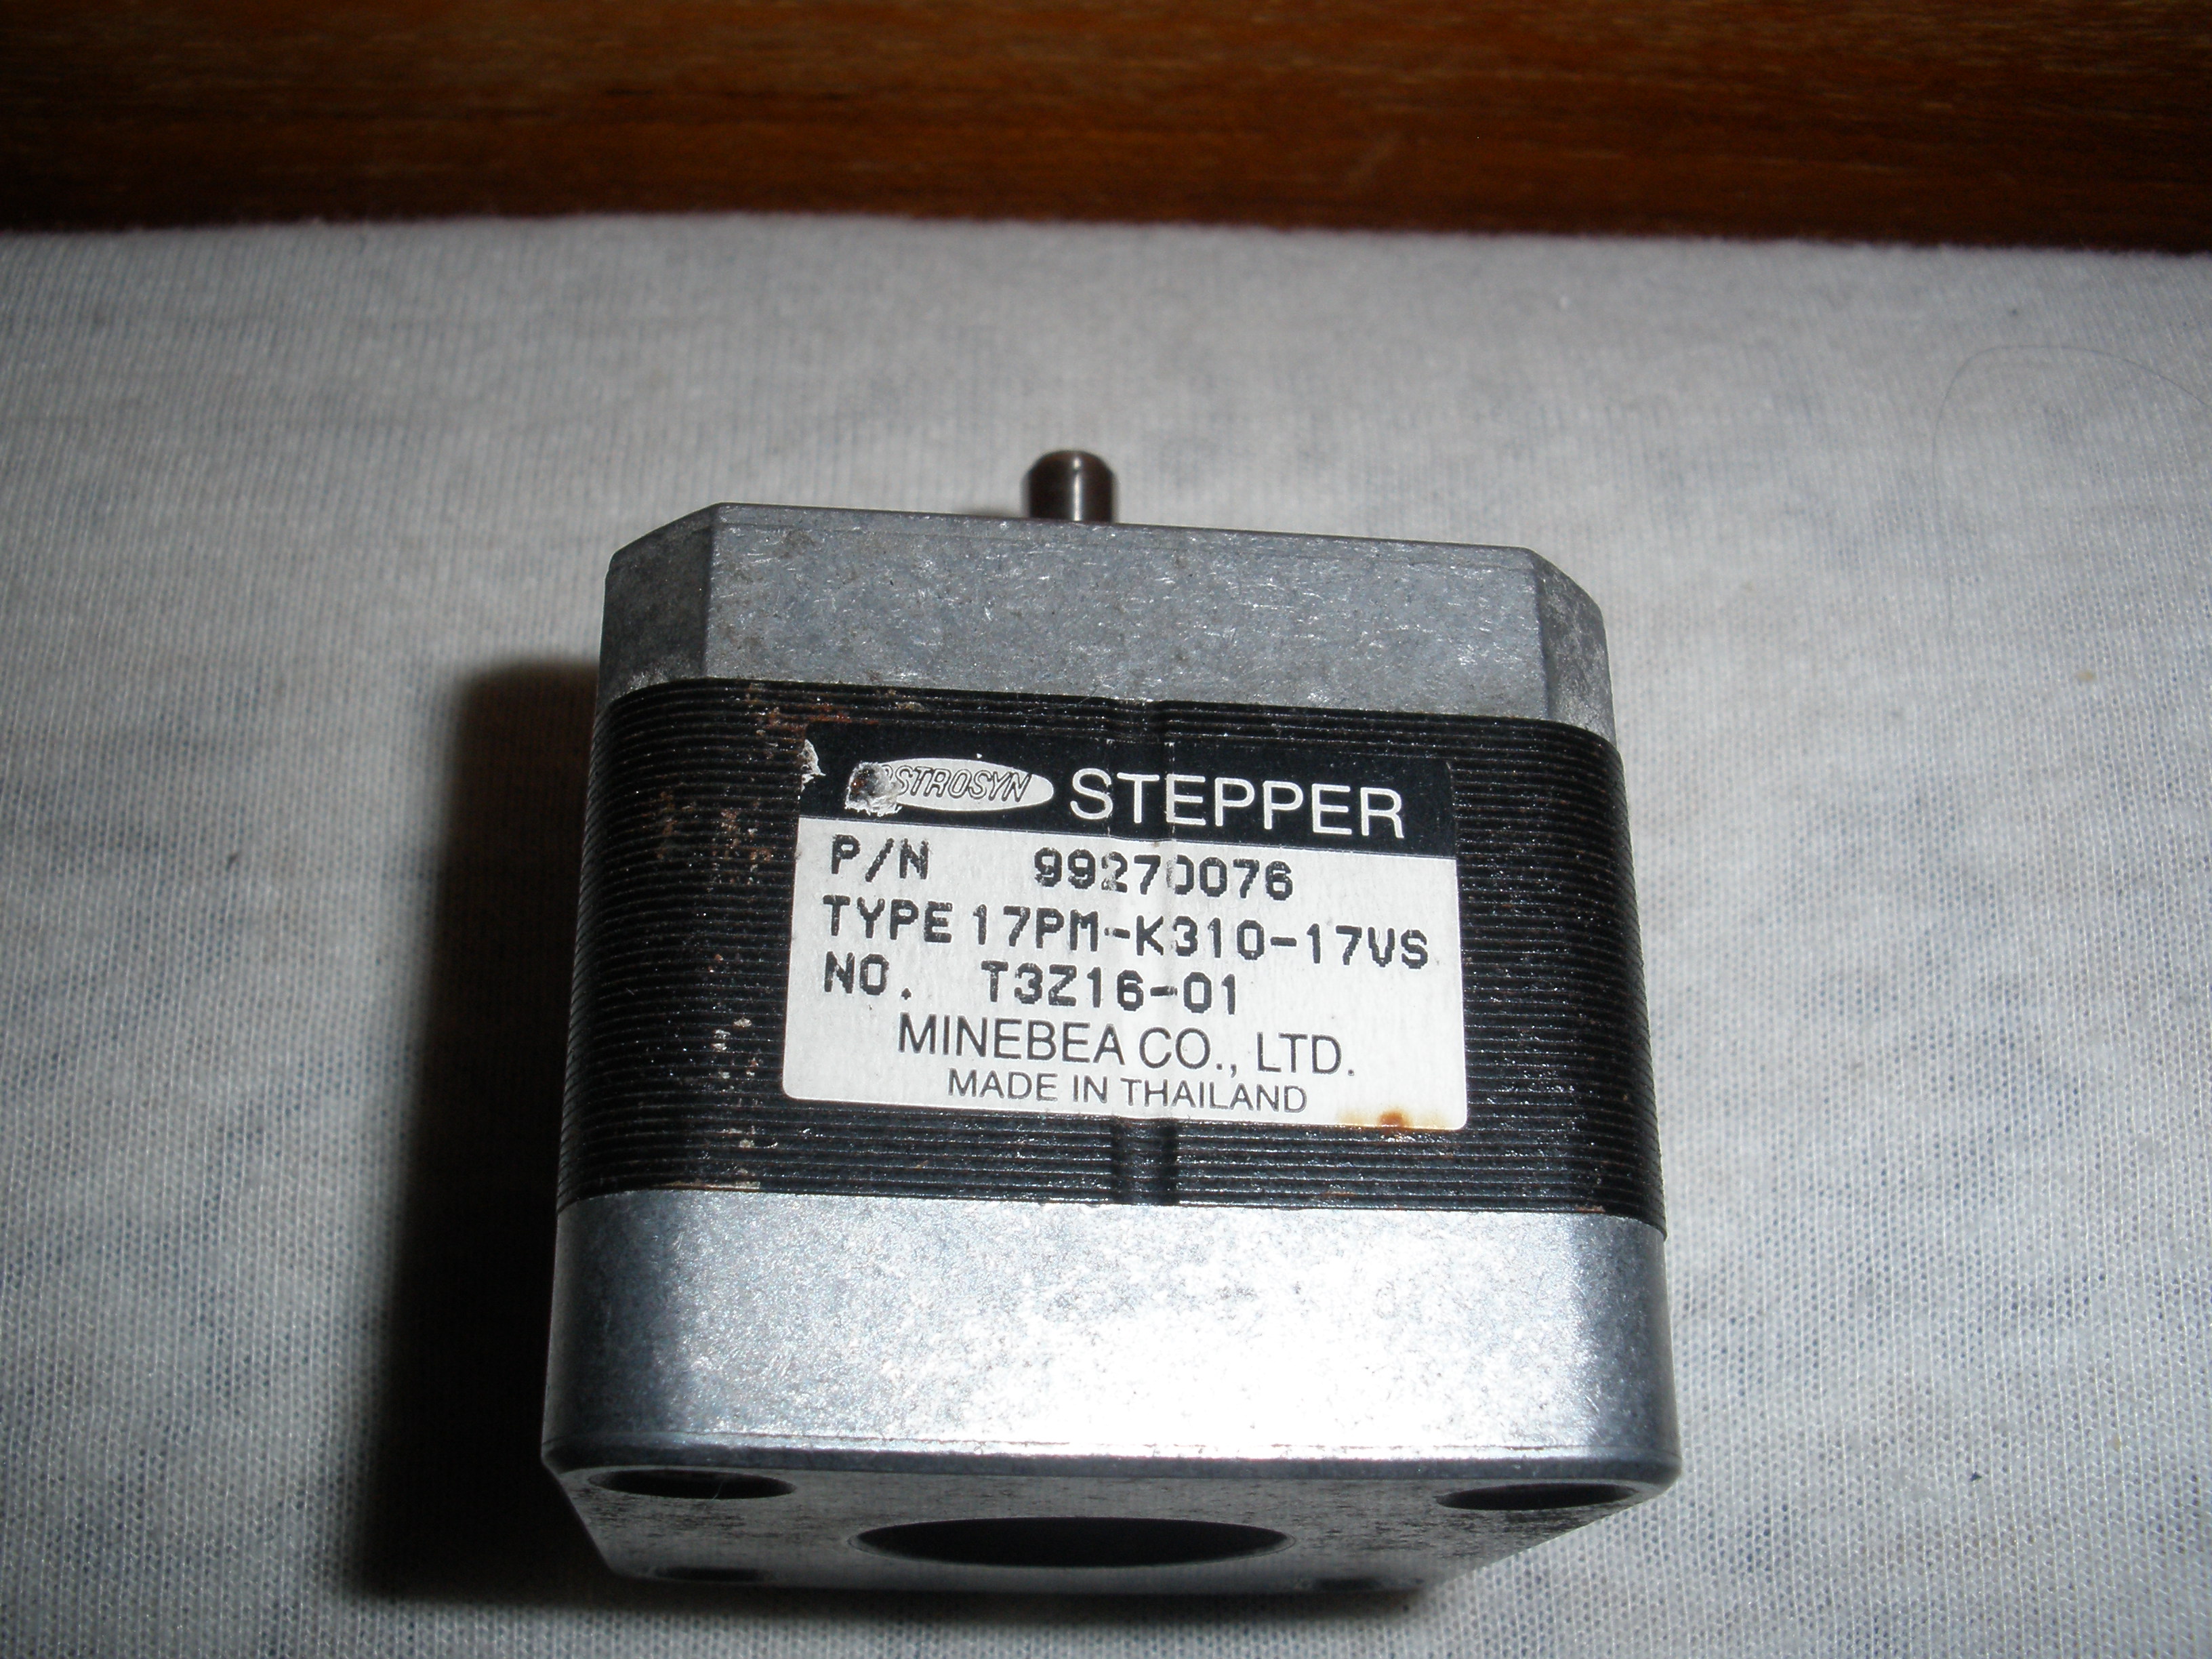 STEPPER
P/N 99270076
TYPE 17PM-K310-17VS
NO. T3Z16-01
MINEBEA CO., LTD.
MADE IN THAILAND